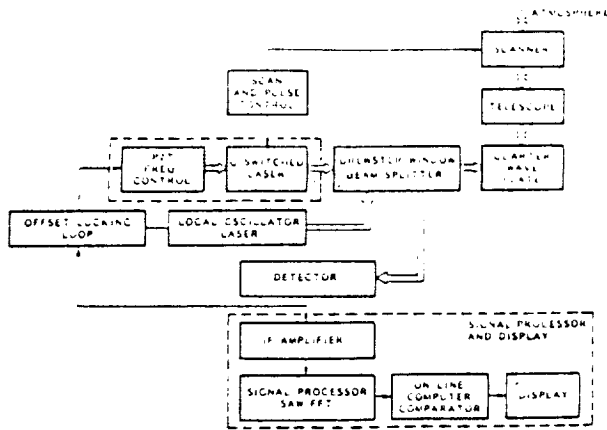 ATMOSPHERE
SCANNER
SCAN
AND PULSE
CONTROL
TELESCOPE
PZT
FREQ
CONTROL
Q SWITCHED
LASER
BREWSTER WINDOW
BEAM SPLITTER
QUARTER
WAVE
PLATE
OFFSET LOCKING
LOOP
LOCAL OSCILLATOR
LASER
DETECTOR
SIGNAL PROCESSOR
AND DISPLAY
IF AMPLIFIER
SIGNAL PROCESSOR
SAW FFT
ON LINE
COMPUTER
COMPARATOR
DISPLAY